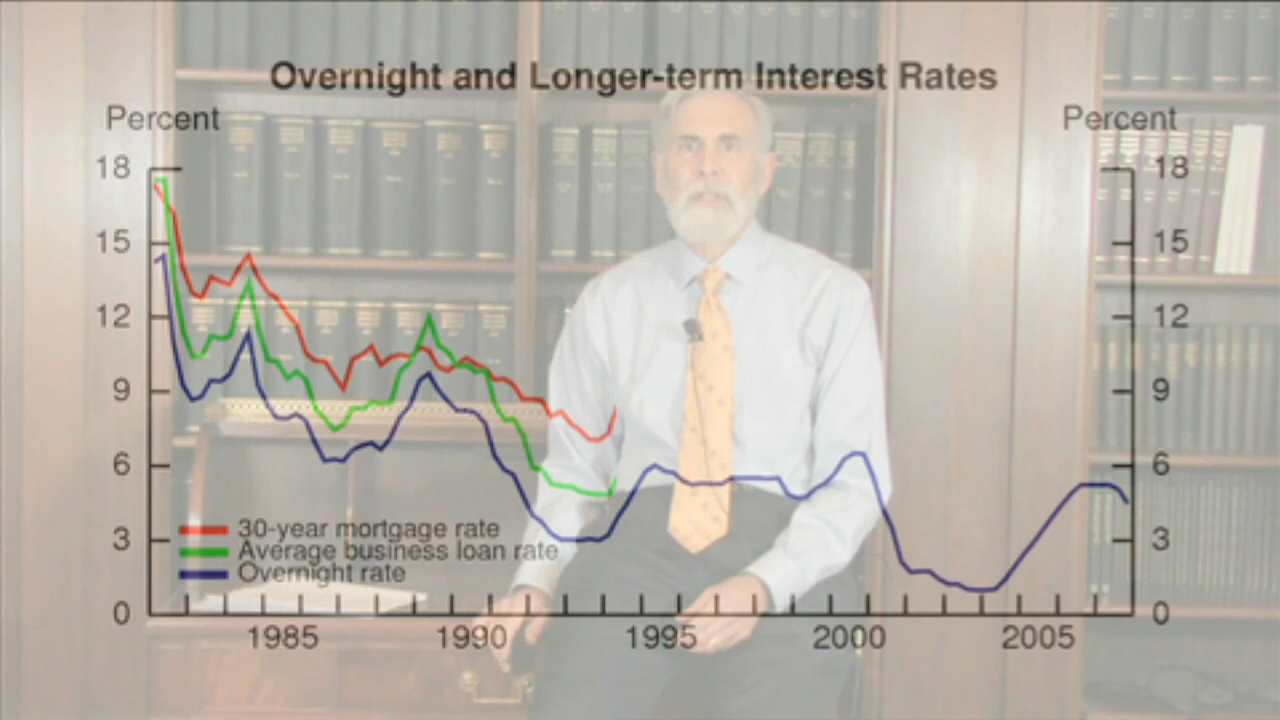 Overnight and Longer-term Interest Rates
Percent Percent
18 18
15 15
12 12
9 9
6 6
3 3
0 0
30-year mortgage rate
Average business loan rate
Overnight rate
1985 1990 1995 2000 2005